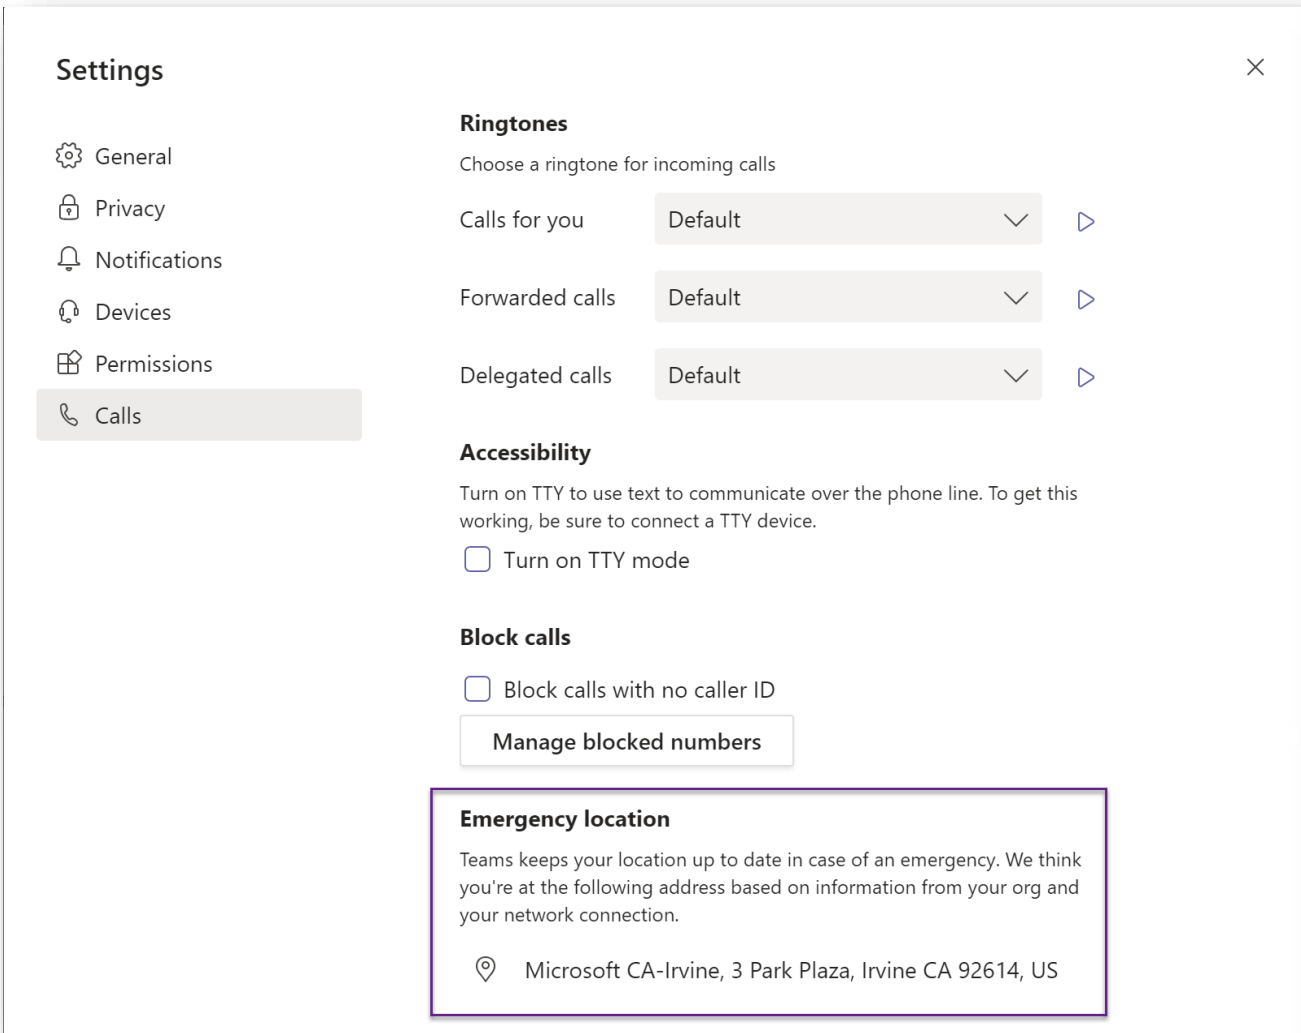 Settings
General
Privacy
Notifications
Devices
Permissions
Calls
Ringtones
Choose a ringtone for incoming calls
Calls for you Default
Forwarded calls Default
Delegated calls Default
Accessibility
Turn on TTY to use text to communicate over the phone line. To get this
working, be sure to connect a TTY device.
Turn on TTY mode
Block calls
Block calls with no caller ID
Manage blocked numbers
Emergency location
Teams keeps your location up to date in case of an emergency. We think
you're at the following address based on information from your org and
your network connection.
Microsoft CA-Irvine, 3 Park Plaza, Irvine CA 92614, US